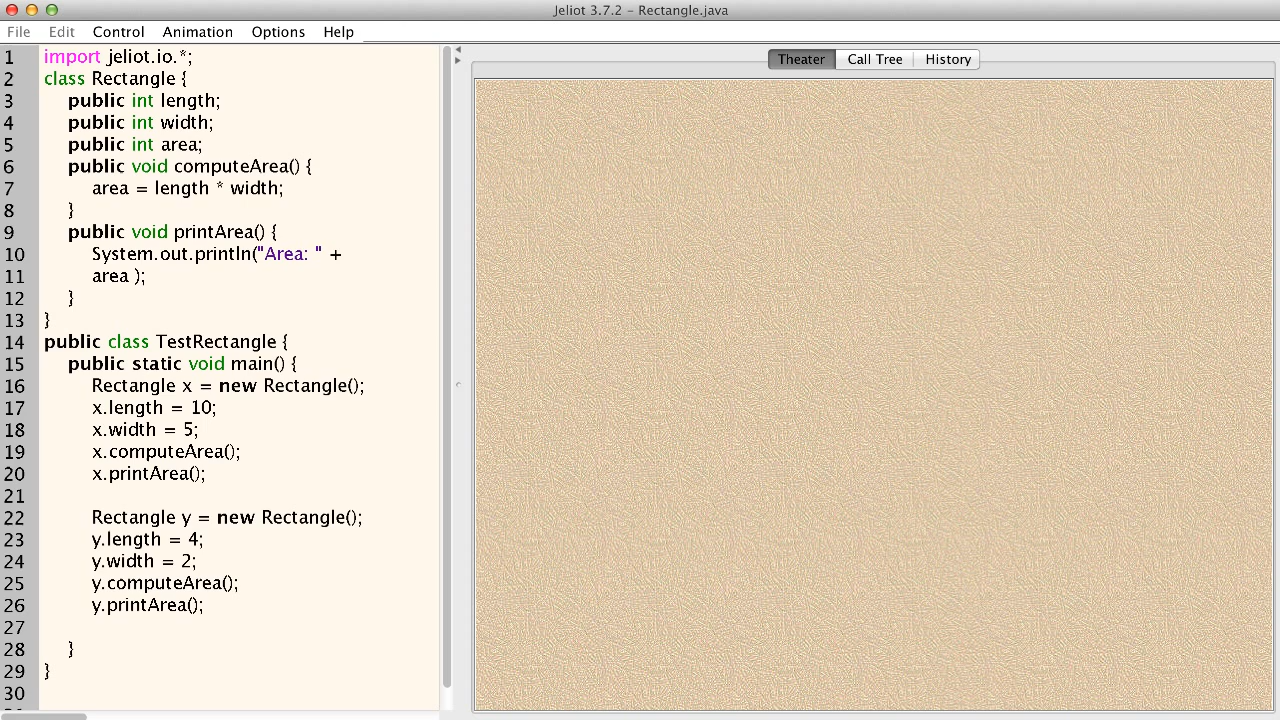 Jeliot 3.7.2 – Rectangle.java
File Edit Control Animation Options Help
Theater Call Tree History
1 import jeliot.io.*;
2 class Rectangle {
3 public int length;
4 public int width;
5 public int area;
6 public void computeArea() {
7 area = length * width;
8 }
9 public void printArea() {
10 System.out.println("Area: " +
11 area );
12 }
13 }
14 public class TestRectangle {
15 public static void main() {
16 Rectangle x = new Rectangle();
17 x.length = 10;
18 x.width = 5;
19 x.computeArea();
20 x.printArea();
21
22 Rectangle y = new Rectangle();
23 y.length = 4;
24 y.width = 2;
25 y.computeArea();
26 y.printArea();
27
28 }
29 }
30